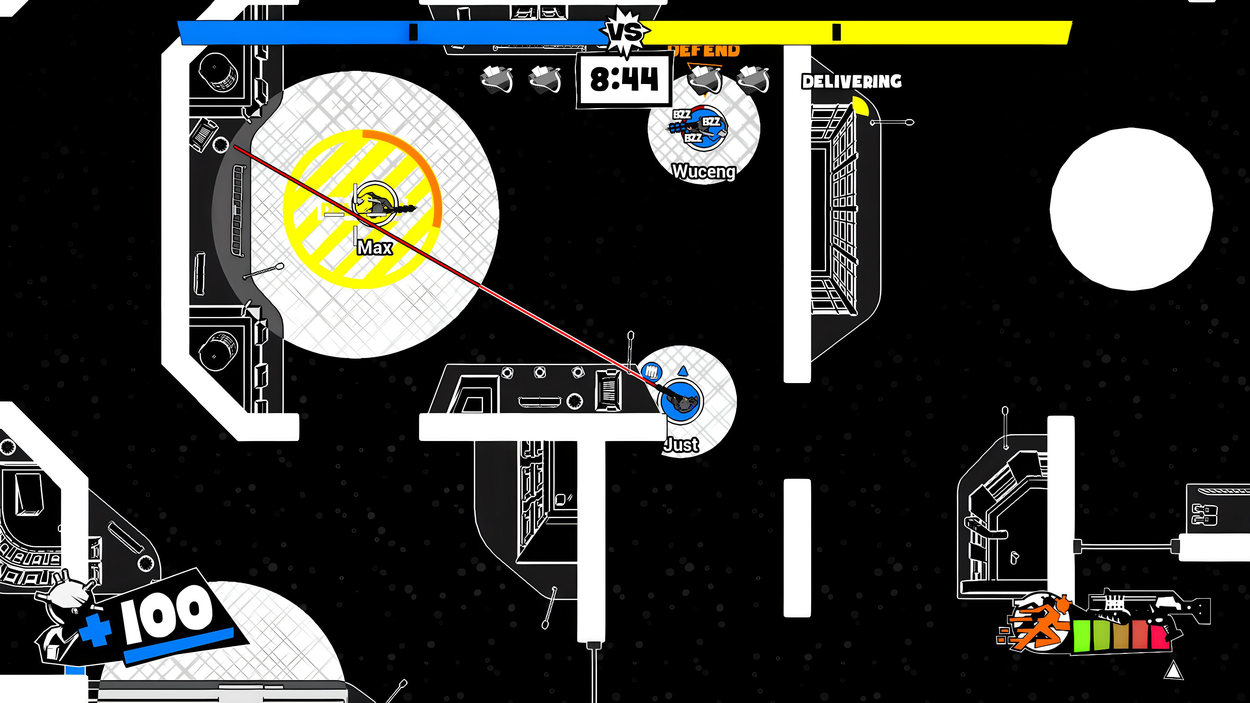 VS
DEFEND
8:44
DELIVERING
BZZ
BZZ
BZZ
Wuceng
Max
Just
+100